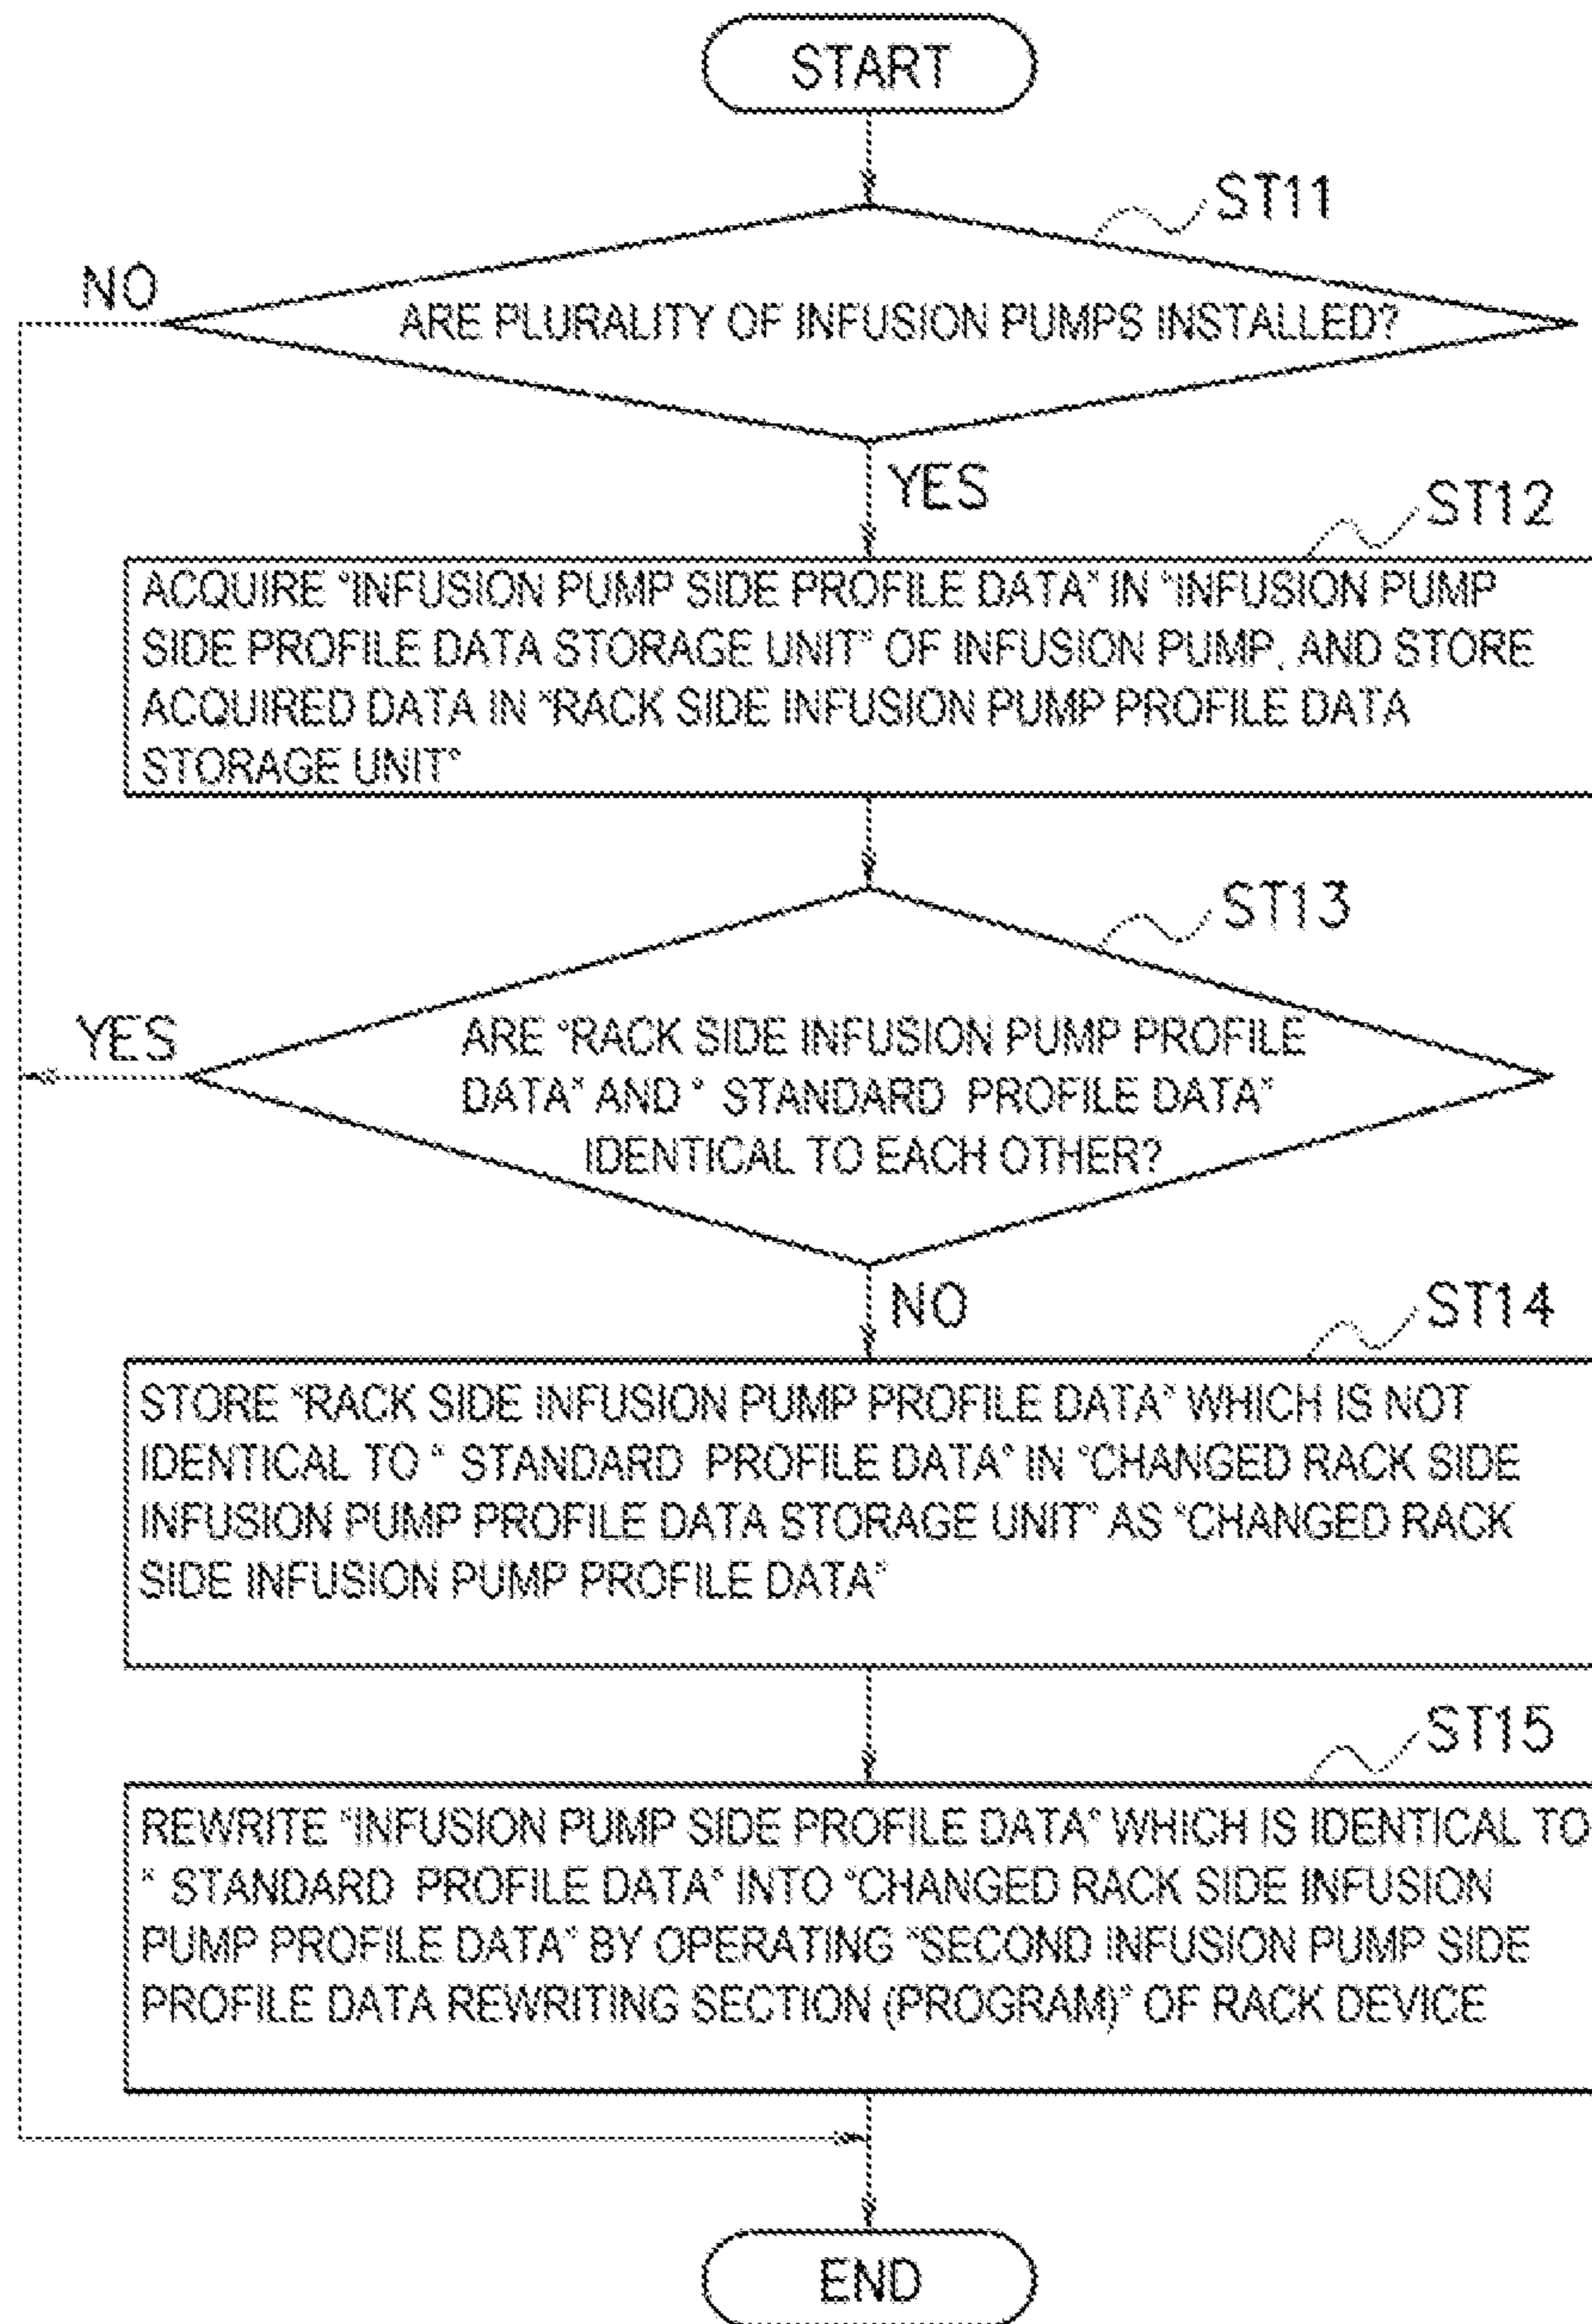 START
ST11
NO
ARE PLURALITY OF INFUSION PUMPS INSTALLED?
YES
ST12
ACQUIRE "INFUSION PUMP SIDE PROFILE DATA" IN "INFUSION PUMP
SIDE PROFILE DATA STORAGE UNIT" OF INFUSION PUMP, AND STORE
ACQUIRED DATA IN "RACK SIDE INFUSION PUMP PROFILE DATA
STORAGE UNIT"
ST13
YES
ARE "RACK SIDE INFUSION PUMP PROFILE
DATA" AND " STANDARD PROFILE DATA"
IDENTICAL TO EACH OTHER?
NO
ST14
STORE "RACK SIDE INFUSION PUMP PROFILE DATA" WHICH IS NOT
IDENTICAL TO " STANDARD PROFILE DATA" IN "CHANGED RACK SIDE
INFUSION PUMP PROFILE DATA STORAGE UNIT" AS "CHANGED RACK
SIDE INFUSION PUMP PROFILE DATA"
ST15
REWRITE "INFUSION PUMP SIDE PROFILE DATA" WHICH IS IDENTICAL TO
" STANDARD PROFILE DATA" INTO "CHANGED RACK SIDE INFUSION
PUMP PROFILE DATA" BY OPERATING "SECOND INFUSION PUMP SIDE
PROFILE DATA REWRITING SECTION (PROGRAM)" OF RACK DEVICE
END